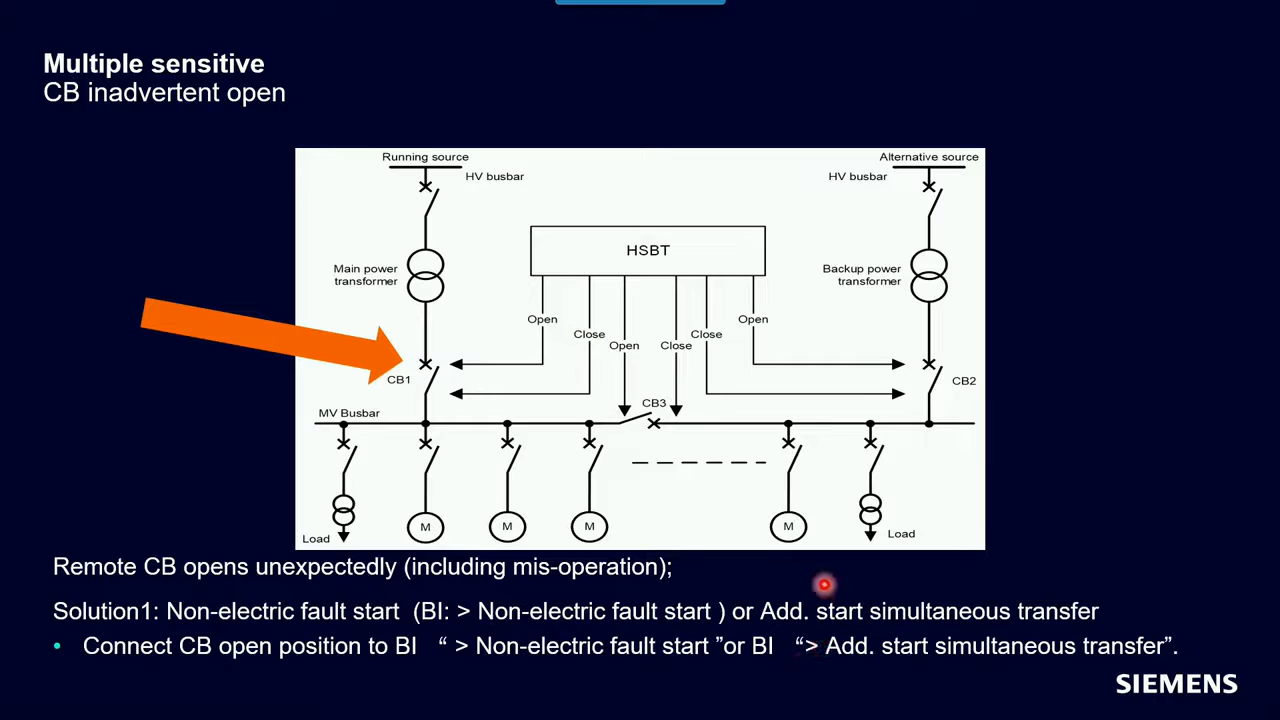 Multiple sensitive
CB inadvertent open
Running source
Alternative source
HV busbar
HV busbar
HSBT
Main power
transformer
Backup power
transformer
Open
Close
Open
Close
Close
Open
CB1
CB2
CB3
MV Busbar
M
M
M
M
Load
Load
Remote CB opens unexpectedly (including mis-operation);
Solution1: Non-electric fault start (BI: > Non-electric fault start ) or Add. start simultaneous transfer
• Connect CB open position to BI “ > Non-electric fault start ”or BI “> Add. start simultaneous transfer”.
SIEMENS